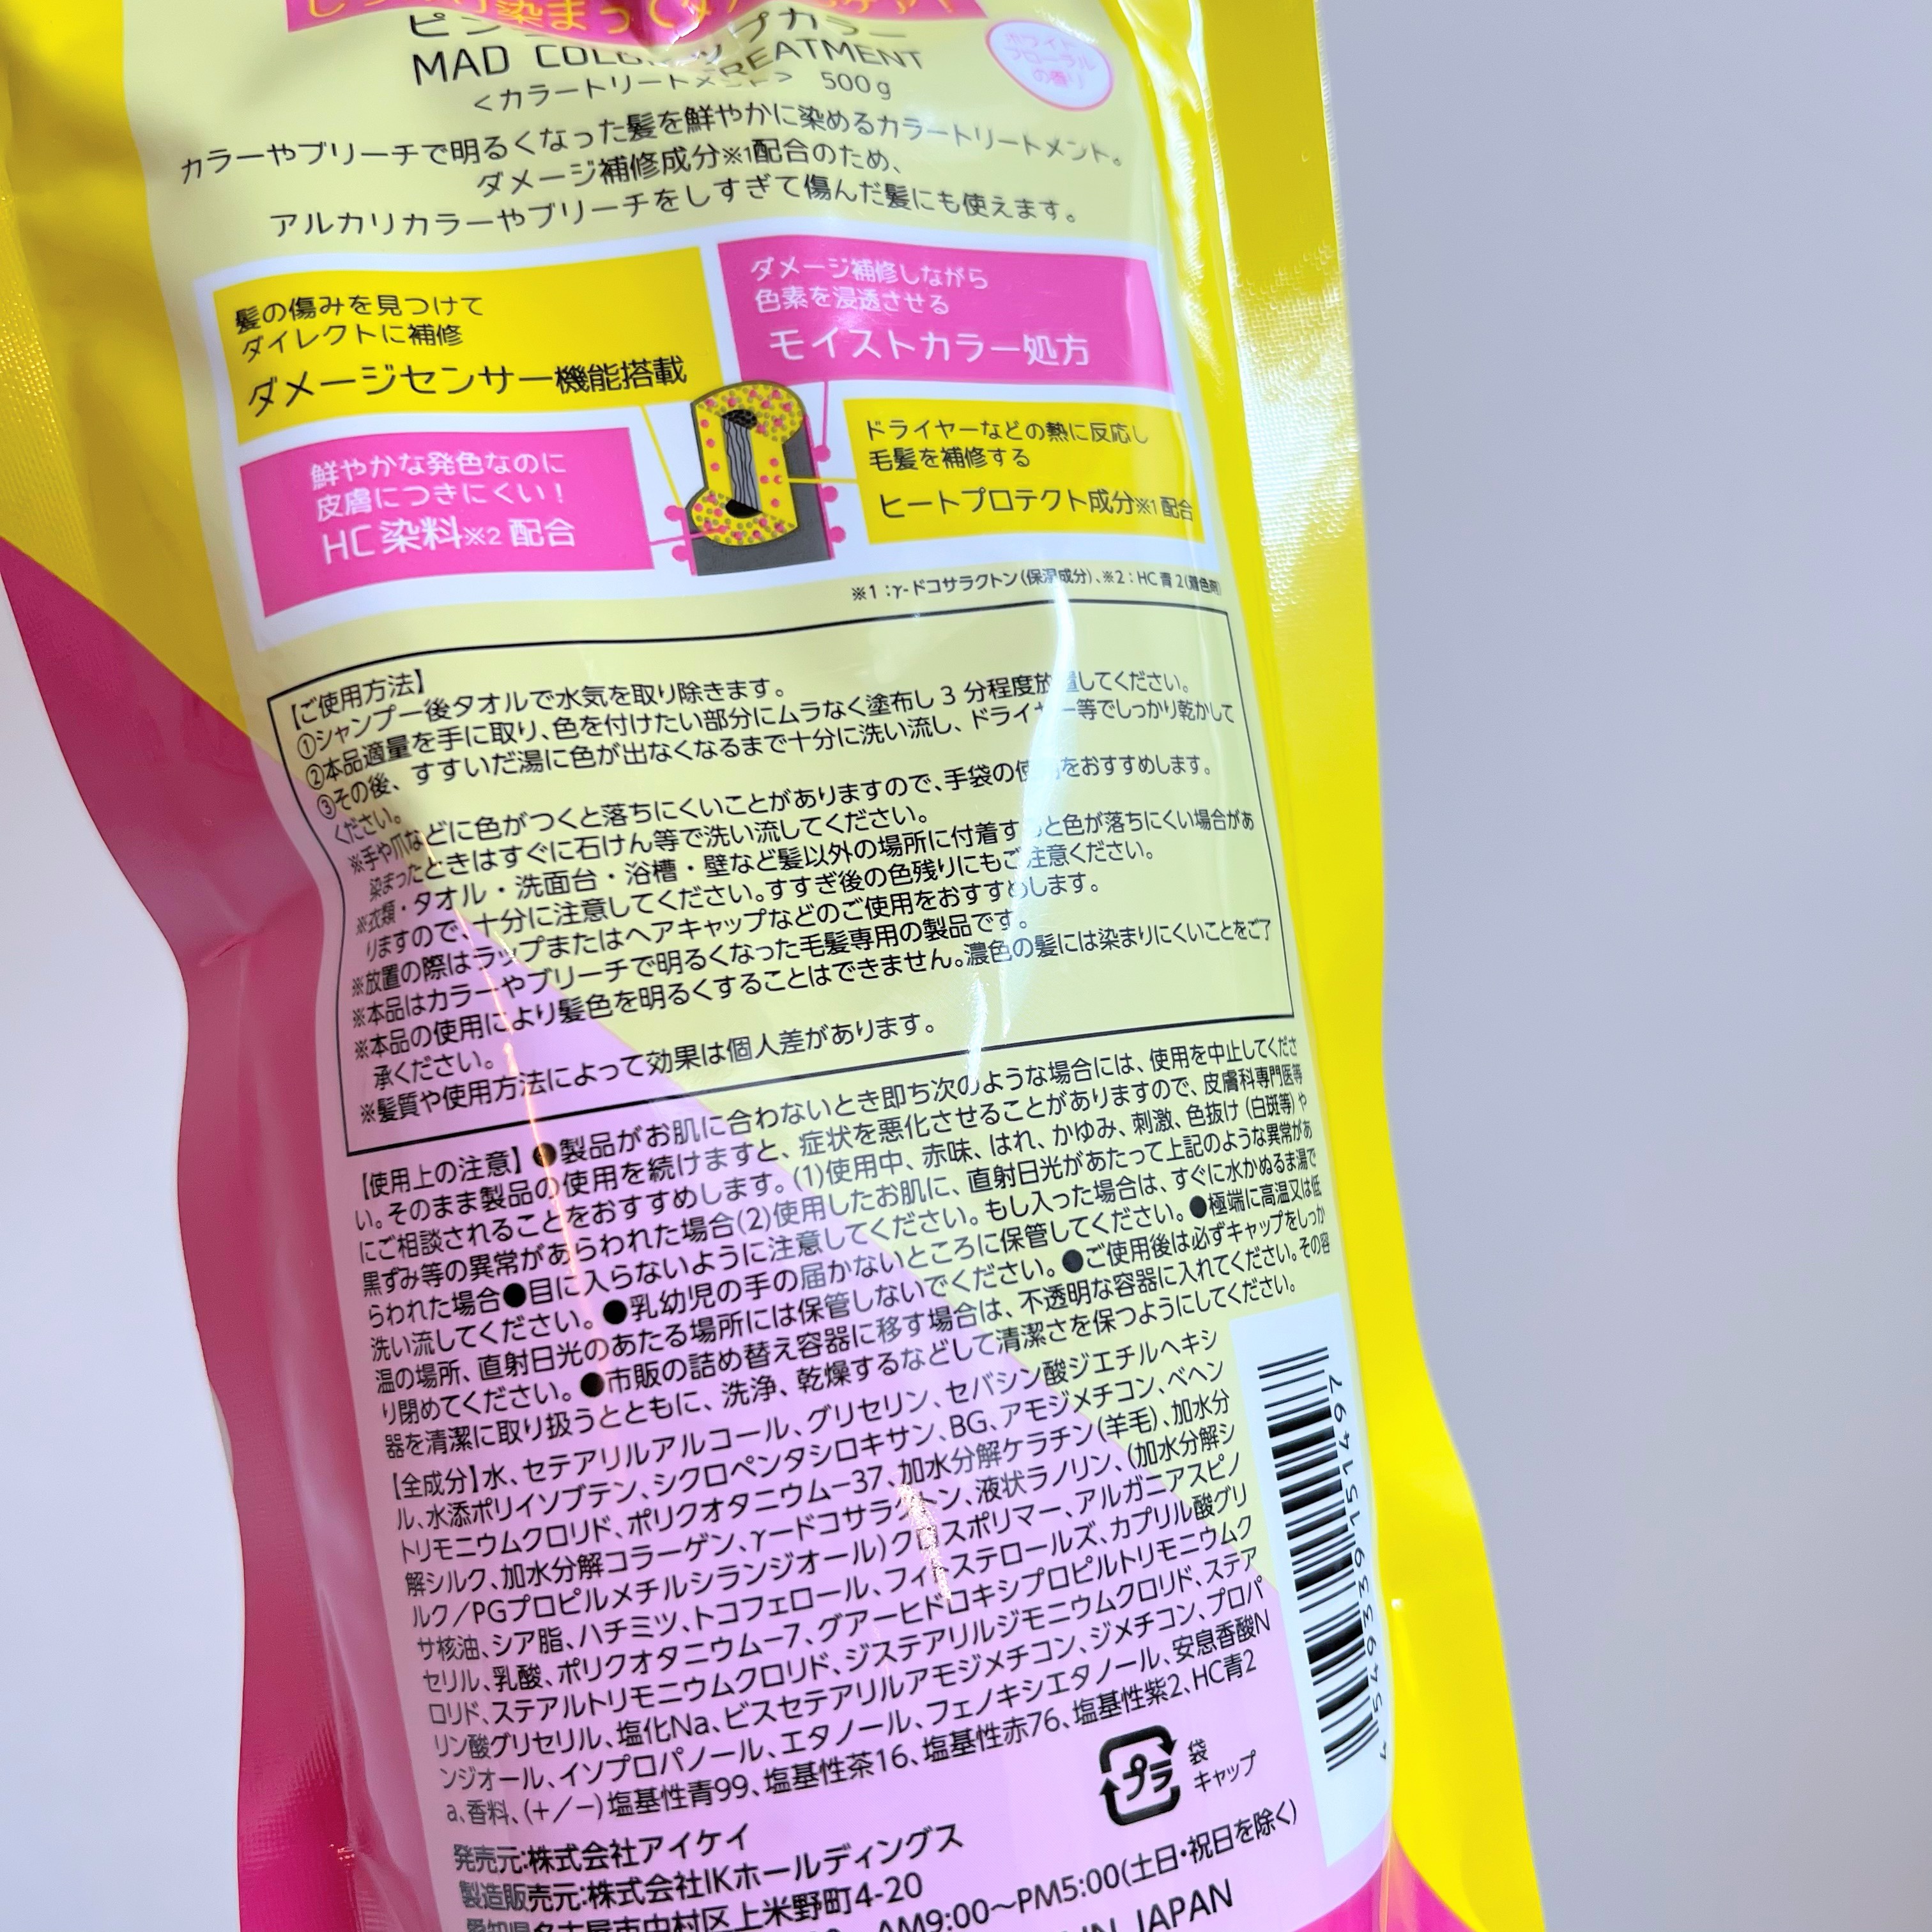 MAD COLOR TREATMENT
<カラートリートメント> 500g
ホワイト
フローラル
の香り
カラーやブリーチで明るくなった髪を鮮やかに染めるカラートリートメント。
ダメージ補修成分※1配合のため、
アルカリカラーやブリーチをしすぎて傷んだ髪にも使えます。
髪の傷みを見つけて
ダイレクトに補修
ダメージセンサー機能搭載
ダメージ補修しながら
色素を浸透させる
モイストカラー処方
鮮やかな発色なのに
皮膚につきにくい!
HC染料※2 配合
ドライヤーなどの熱に反応し
毛髪を補修する
ヒートプロテクト成分※1配合
※1:γ-ドコサラクトン(保湿成分)、※2:HC青2(着色剤)
【ご使用方法】
①シャンプー後タオルで水気を取り除きます。
②本品適量を手に取り、色を付けたい部分にムラなく塗布し3分程度放置してください。
③その後、すすいだ湯に色が出なくなるまで十分に洗い流し、ドライヤー等でしっかり乾かして
ください。
※手や爪などに色がつくと落ちにくいことがありますので、手袋の使用をおすすめします。
染まったときはすぐに石けん等で洗い流してください。
※衣類・タオル・洗面台・浴槽・壁など髪以外の場所に付着すると色が落ちにくい場合があ
りますので、十分に注意してください。すすぎ後の色残りにもご注意ください。
※放置の際はラップまたはヘアキャップなどのご使用をおすすめします。
※本品はカラーやブリーチで明るくなった毛髪専用の製品です。
※本品の使用により髪色を明るくすることはできません。濃色の髪には染まりにくいことをご了
承ください。
※髪質や使用方法によって効果は個人差があります。
【使用上の注意】●製品がお肌に合わないとき即ち次のような場合には、使用を中止してくださ
い。そのまま製品の使用を続けますと、症状を悪化させることがありますので、皮膚科専門医等
にご相談されることをおすすめします。(1)使用中、赤味、はれ、かゆみ、刺激、色抜け(白斑等)や
黒ずみ等の異常があらわれた場合(2)使用したお肌に、直射日光があたって上記のような異常があ
らわれた場合●目に入らないように注意してください。もし入った場合は、すぐに水かぬるま湯で
洗い流してください。●乳幼児の手の届かないところに保管してください。●極端に高温又は低
温の場所、直射日光のあたる場所には保管しないでください。●ご使用後は必ずキャップをしっか
り閉めてください。●市販の詰め替え容器に移す場合は、不透明な容器に入れてください。その容
器を清潔に取り扱うとともに、洗浄、乾燥するなどして清潔さを保つようにしてください。
【全成分】水、セテアリルアルコール、グリセリン、セバシン酸ジエチルヘキシ
ル、水添ポリイソブテン、シクロペンタシロキサン、BG、アモジメチコン、ベヘン
トリモニウムクロリド、ポリクオタニウム−37、加水分解ケラチン(羊毛)、加水分
解シルク、加水分解コラーゲン、γードコサラクトン、液状ラノリン、(加水分解シ
ルク/PGプロピルメチルシランジオール)クロスポリマー、アルガニアスピノ
サ核油、シア脂、ハチミツ、トコフェロール、フィトステロールズ、カプリル酸グリ
セリル、乳酸、ポリクオタニウム−7、グアーヒドロキシプロピルトリモニウムク
ロリド、ステアルトリモニウムクロリド、ジステアリルジモニウムクロリド、ステア
リン酸グリセリル、塩化Na、ビスセテアリルアモジメチコン、ジメチコン、プロパ
ンジオール、イソプロパノール、エタノール、フェノキシエタノール、安息香酸N
a、香料、(+/−)塩基性青99、塩基性茶16、塩基性赤76、塩基性紫2、HC青2
プラ
袋
キャップ
4 549396 915 415 97
発売元:株式会社アイケイ
製造販売元:株式会社IKホールディングス
愛知県名古屋市中村区上米野町4-20
AM9:00〜PM5:00(土日・祝日を除く)
IN JAPAN